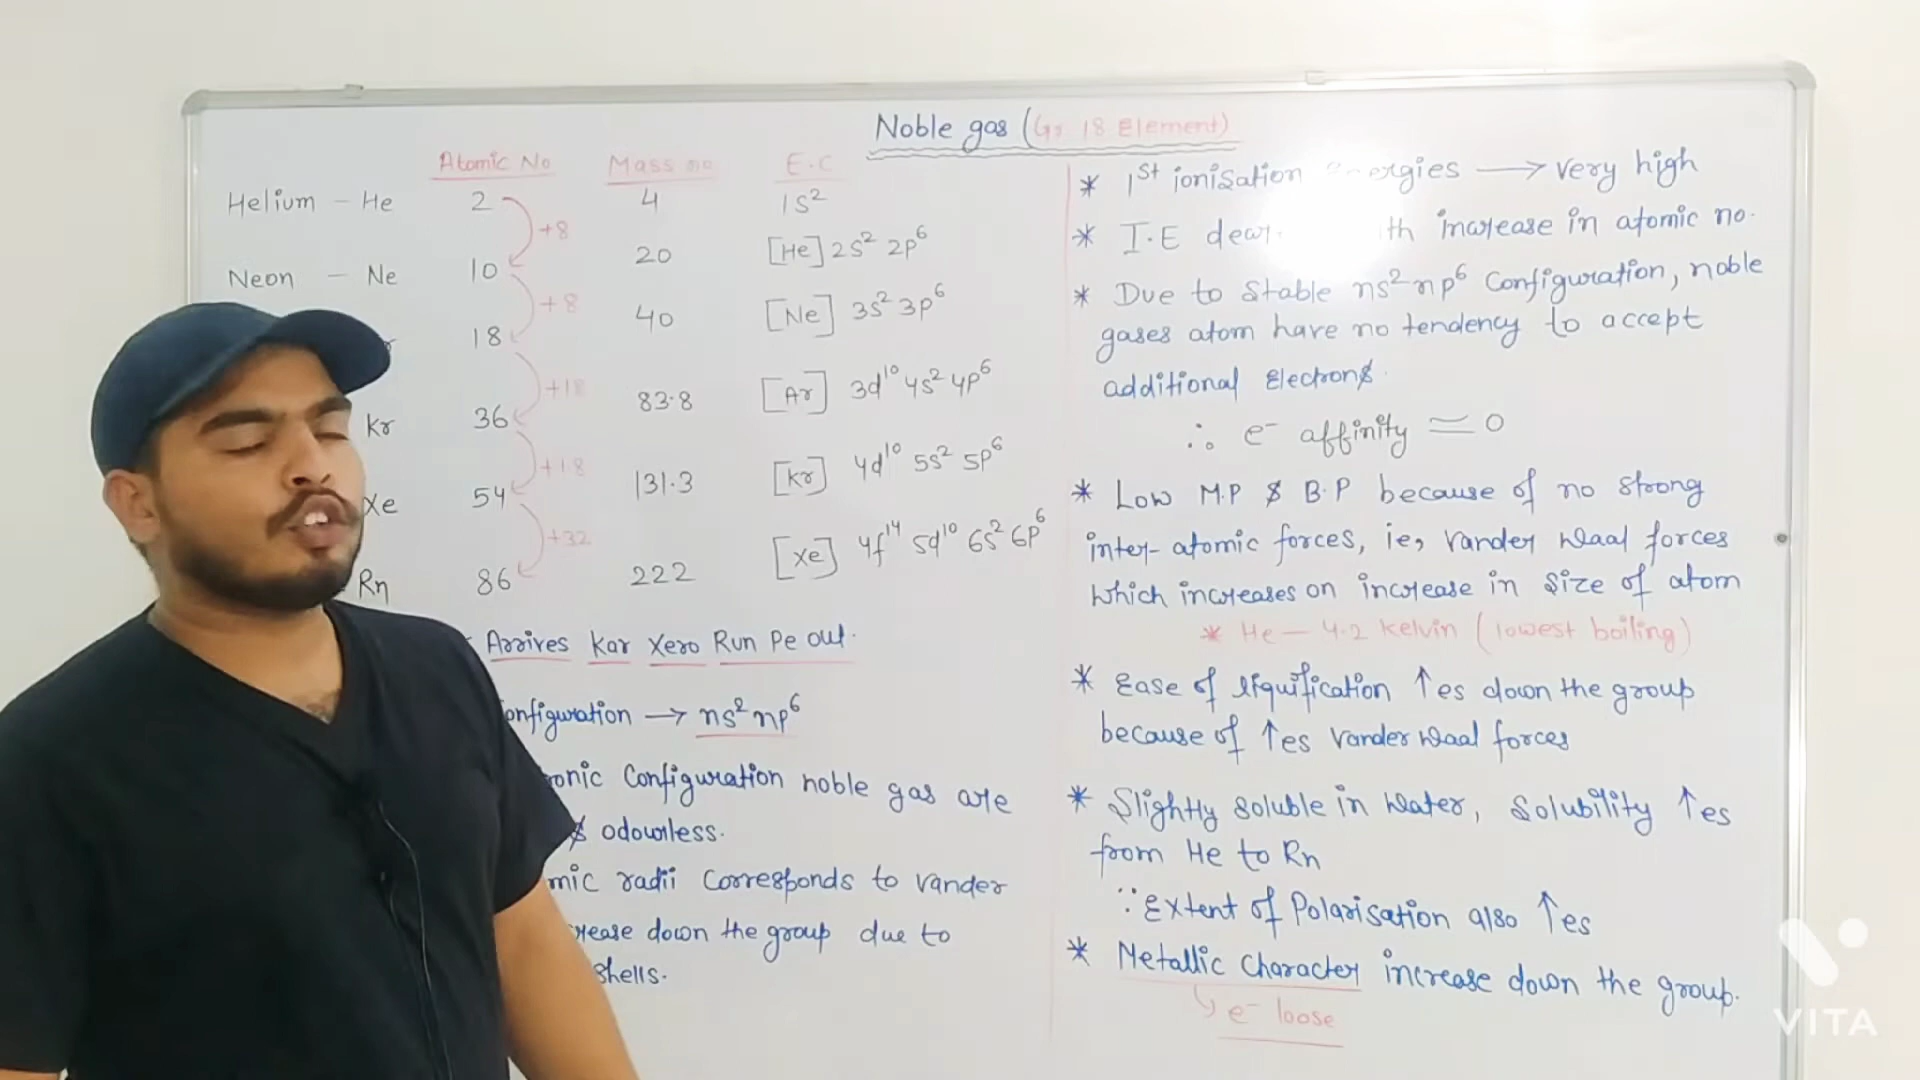 Noble gas (Gr. 18 Element)
Atomic No Mass no E.C
Helium - He 2 4 1s²
+8
Neon - Ne 10 20 [He] 2s² 2p⁶
+8
18 40 [Ne] 3s² 3p⁶
+18
Kr 36 83.8 [Ar] 3d¹⁰ 4s² 4p⁶
+18
Xe 54 131.3 [Kr] 4d¹⁰ 5s² 5p⁶
+32
Rn 86 222 [Xe] 4f¹⁴ 5d¹⁰ 6s² 6p⁶
Arrives Kar Xero Run Pe out.
onfiguration → ns² np⁶
onic Configuration noble gas are
$ odourless.
mic radii corresponds to vander
rease down the group due to
shells.
* 1st ionisation ergies → very high
* I.E decr th increase in atomic no.
* Due to stable ns² np⁶ configuration, noble
gases atom have no tendency to accept
additional Electrons.
∴ e⁻ affinity ≃ 0
* Low M.P $ B.P because of no strong
inter-atomic forces, ie, vander waal forces
which increases on increase in size of atom
* He — 4.2 kelvin (lowest boiling)
* Ease of liquification ↑es down the group
because of ↑es vander waal forces
* Slightly soluble in water, solubility ↑es
from He to Rn
∵ Extent of Polarisation also ↑es
* Metallic character increase down the group.
↳ e⁻ loose
VITA